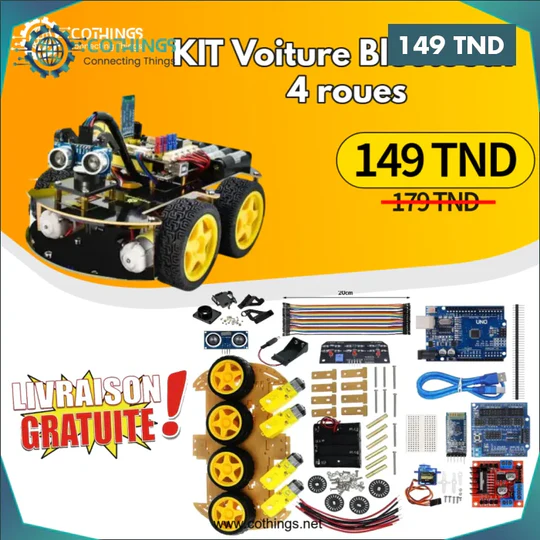 COTHINGS
COTHINGS
Connecting Things
149 TND
KIT Voiture
4 roues
149 TND
179 TND
20cm
UNO
LIVRAISON
GRATUITE !
www.cothings.net